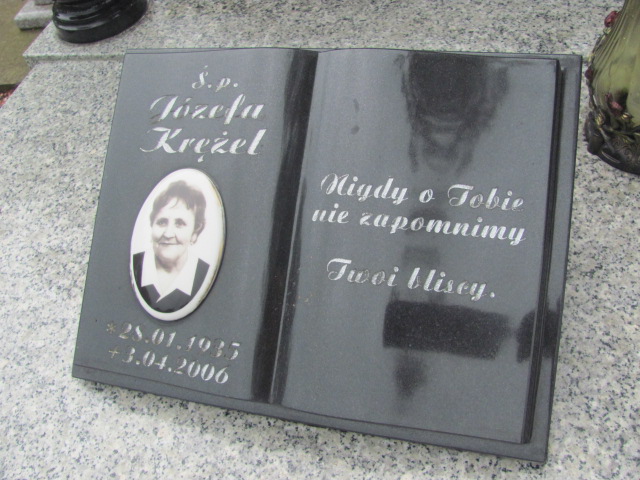 Ś.p.
Józefa
Krężel
*28.01.1935
+3.04.2006
Nigdy o Tobie
nie zapomnimy
Twoi bliscy.